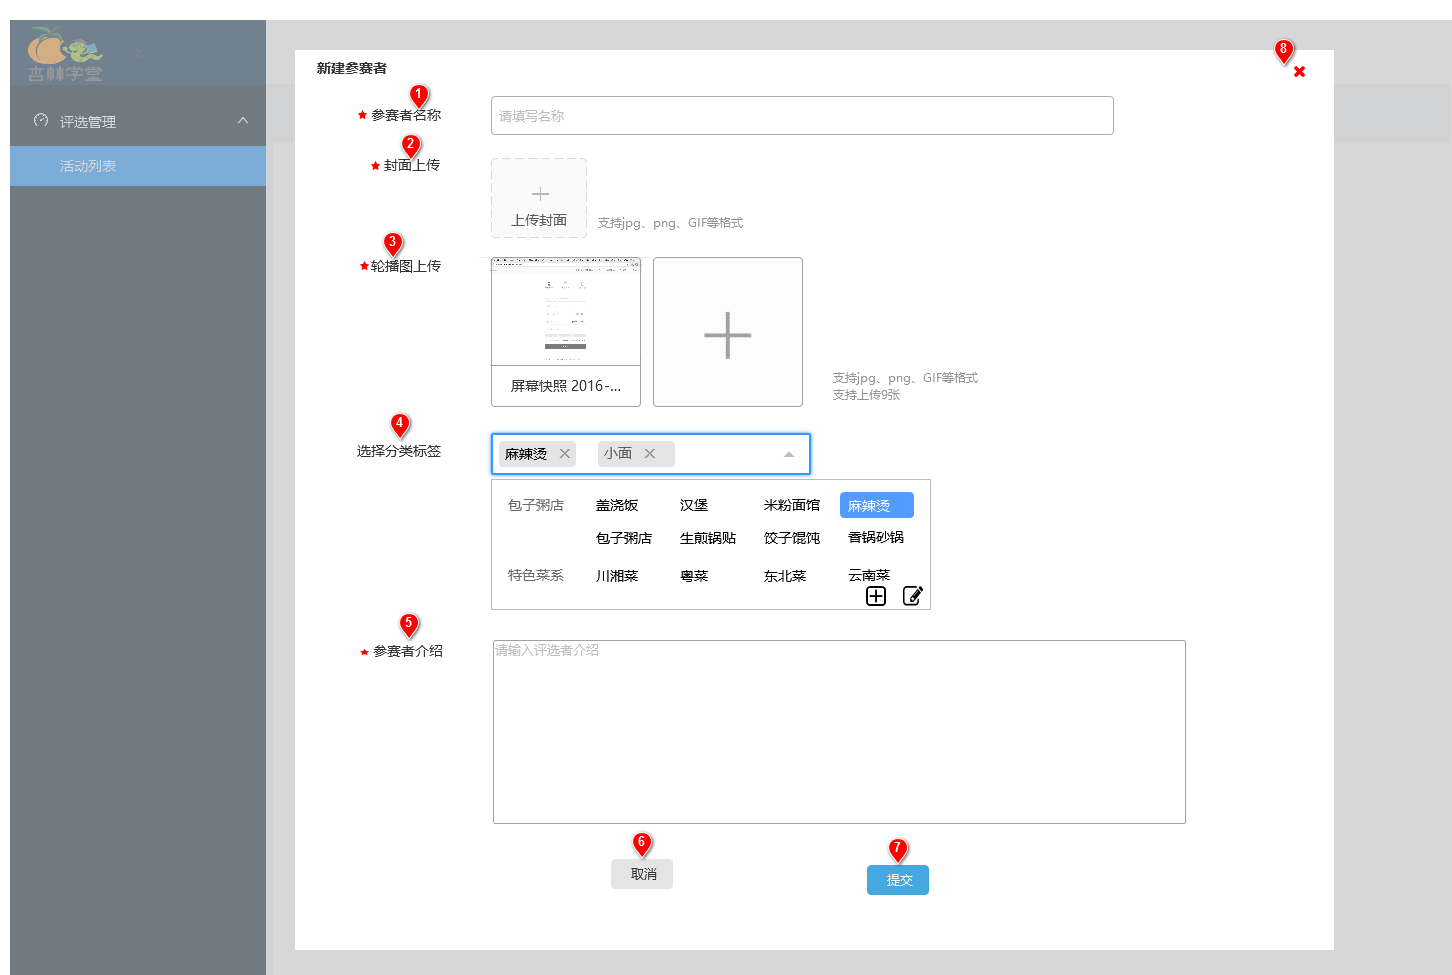 杏林学堂
评选管理
活动列表
新建参赛者
8
1
★ 参赛者名称
请填写名称
2
★ 封面上传
上传封面
支持jpg、png、GIF等格式
3
★轮播图上传
屏幕快照 2016-...
支持jpg、png、GIF等格式
支持上传9张
4
选择分类标签
麻辣烫 × 小面 ×
包子粥店 盖浇饭 汉堡 米粉面馆 麻辣烫
包子粥店 生煎锅贴 饺子馄饨 香锅砂锅
特色菜系 川湘菜 粤菜 东北菜 云南菜
5
★ 参赛者介绍
请输入评选者介绍
6
取消
7
提交